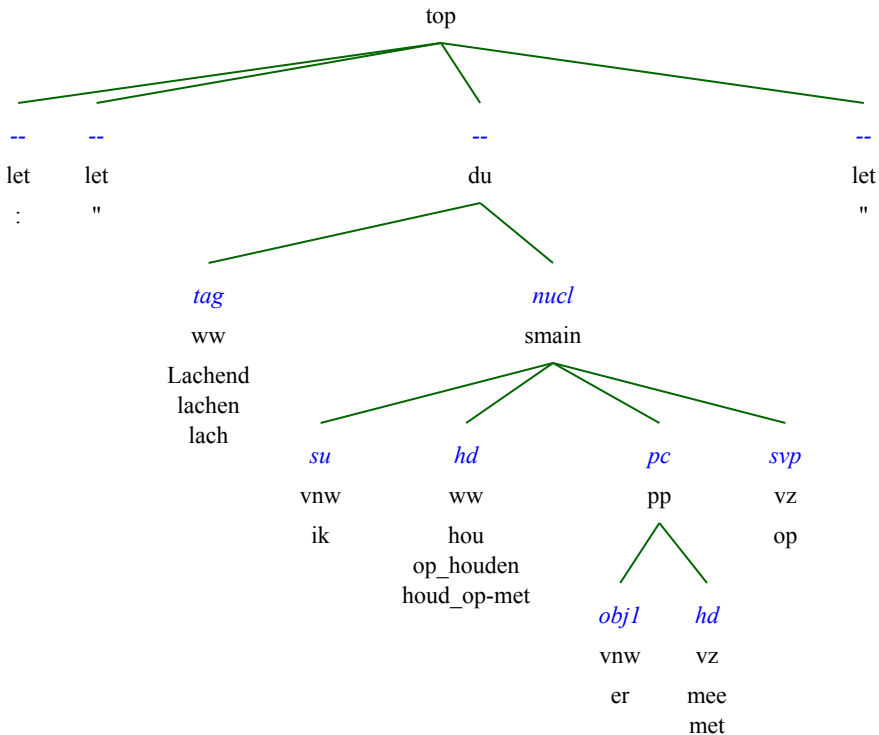 top
-- -- -- --
let let du let
: " "
tag nucl
ww smain
Lachend
lachen
lach
su hd pc svp
vnw ww pp vz
ik hou op
op_houden
houd_op-met
obj1 hd
vnw vz
er mee
met